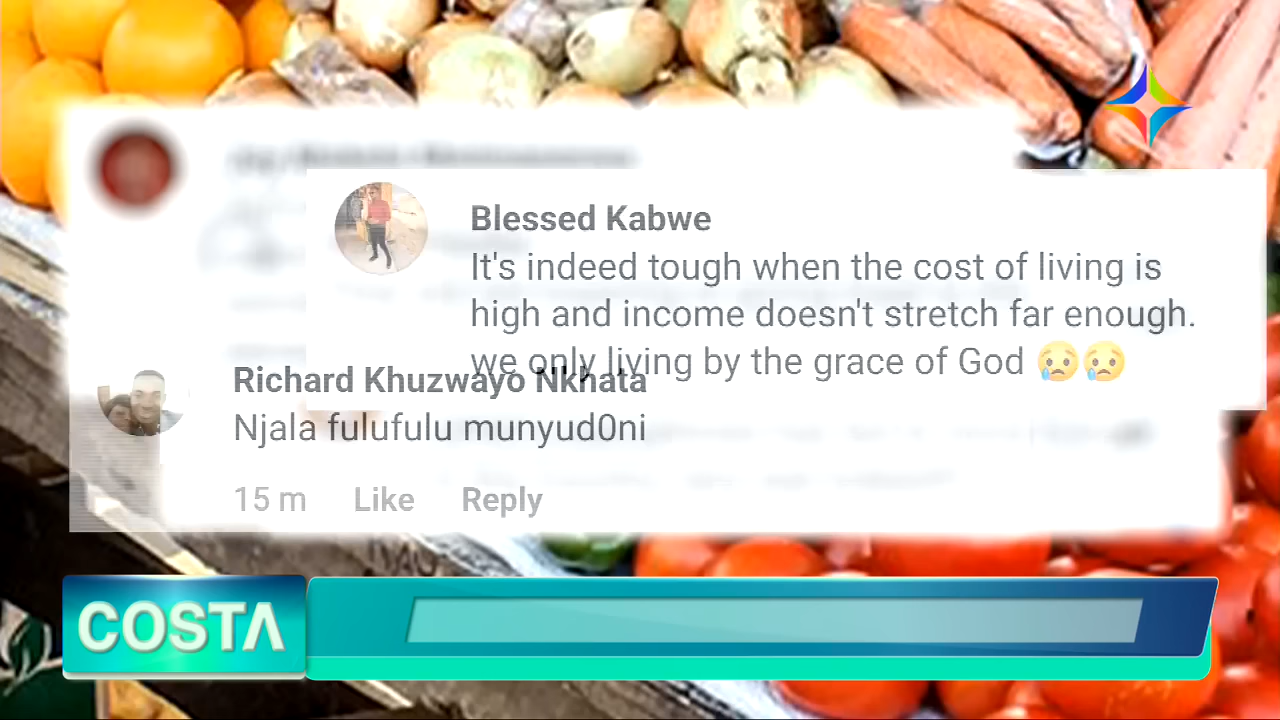 Blessed Kabwe
It's indeed tough when the cost of living is
high and income doesn't stretch far enough.
we only living by the grace of God 😢😢
Richard Khuzwayo Nkhata
Njala fulufulu munyud0ni
15 m Like Reply
COSTA